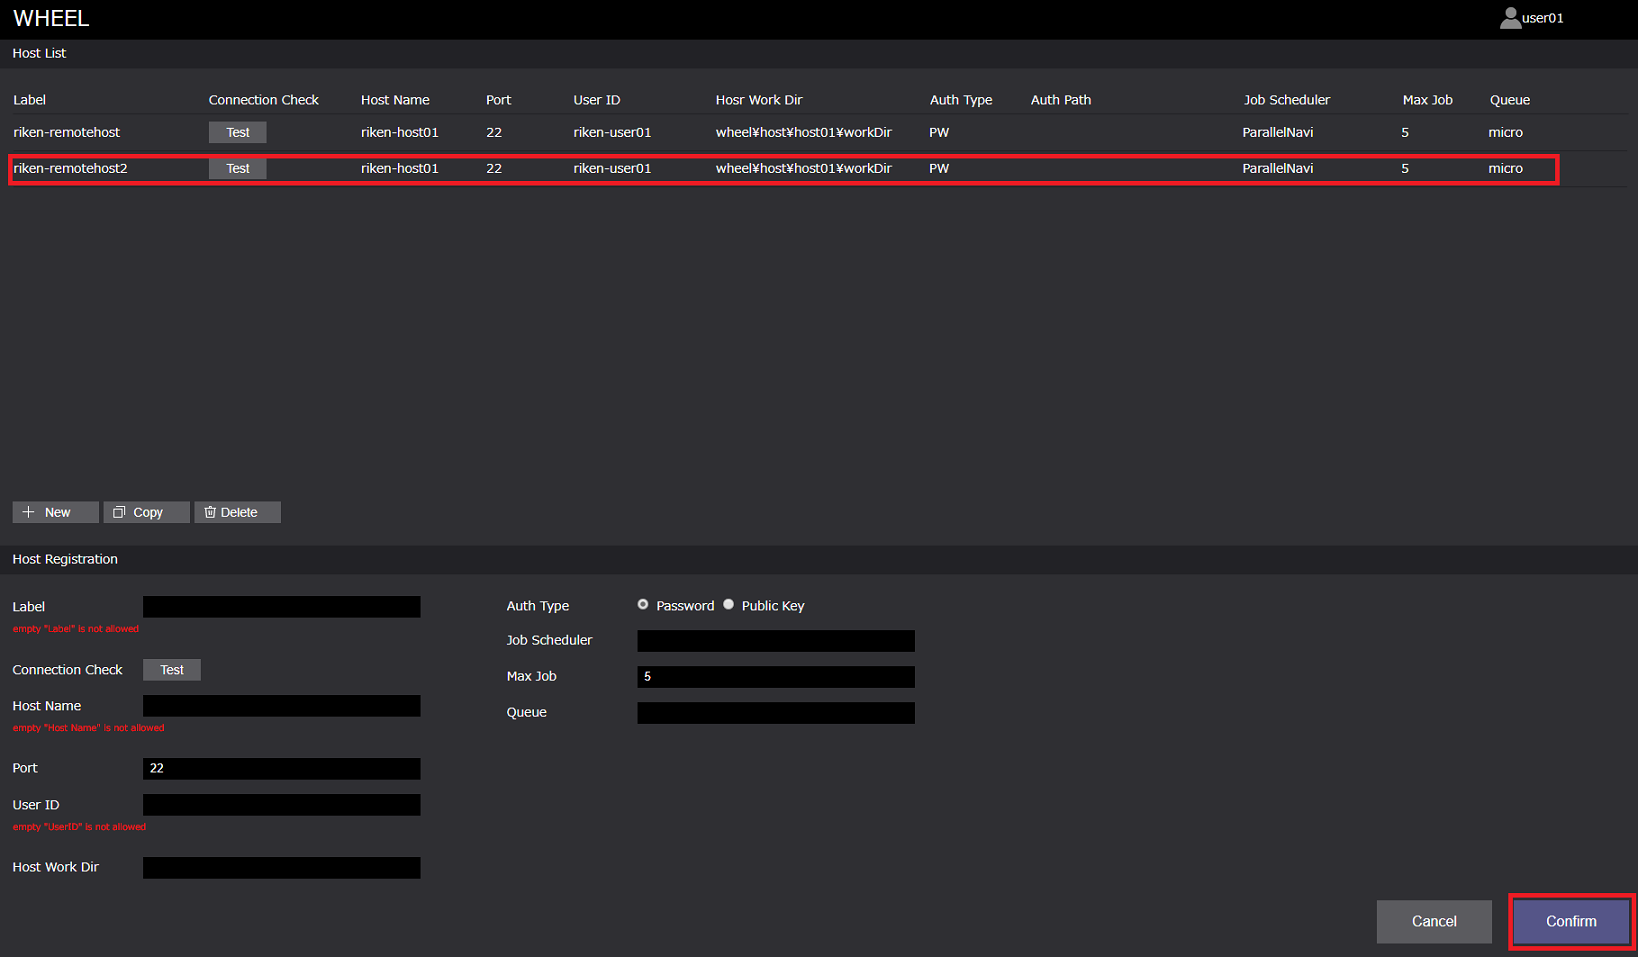 WHEEL
user01
Host List
Label Connection Check Host Name Port User ID Hosr Work Dir Auth Type Auth Path Job Scheduler Max Job Queue
riken-remotehost Test riken-host01 22 riken-user01 wheel¥host¥host01¥workDir PW ParallelNavi 5 micro
riken-remotehost2 Test riken-host01 22 riken-user01 wheel¥host¥host01¥workDir PW ParallelNavi 5 micro
New Copy Delete
Host Registration
Label
empty "Label" is not allowed
Connection Check Test
Host Name
empty "Host Name" is not allowed
Port 22
User ID
empty "UserID" is not allowed
Host Work Dir
Auth Type Password Public Key
Job Scheduler
Max Job 5
Queue
Cancel Confirm